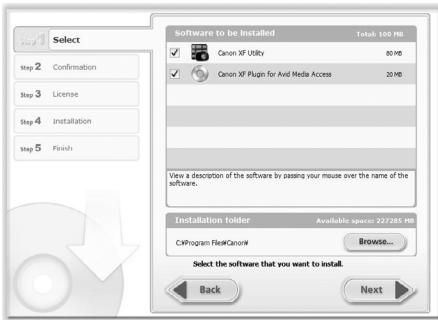 Step 1 Select
Step 2 Confirmation
Step 3 License
Step 4 Installation
Step 5 Finish
Software to be installed Total: 100 MB
Canon XF Utility 80 MB
Canon XF Plugin for Avid Media Access 20 MB
View a description of the software by passing your mouse over the name of the
software.
Installation folder Available space: 227285 MB
C:¥Program Files¥Canon¥ Browse...
Select the software that you want to install.
Back Next